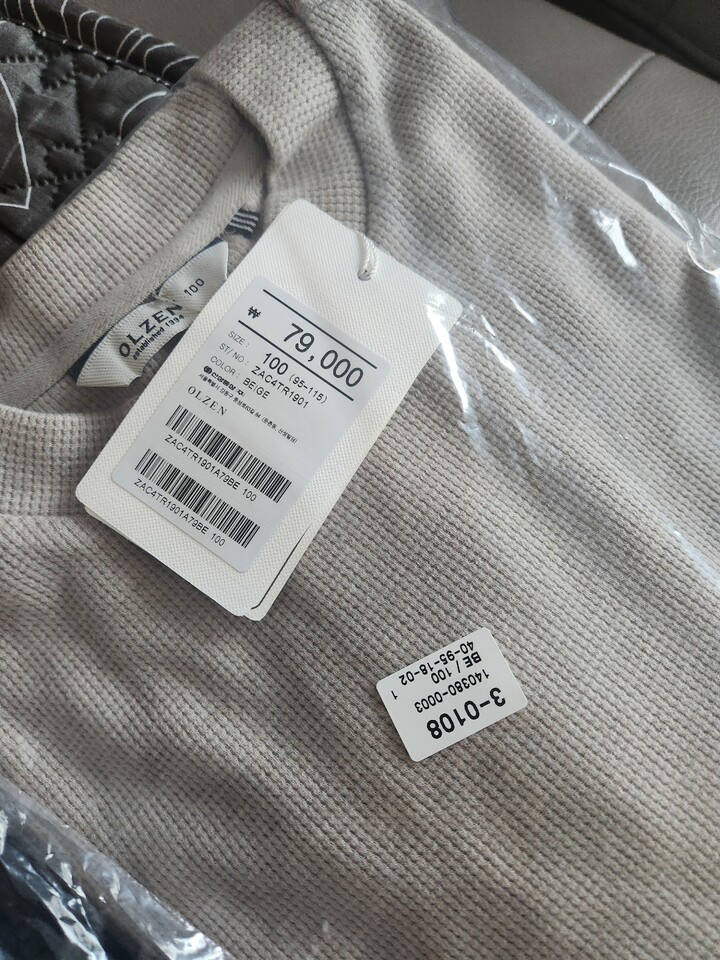 OLZEN 100
established 1994
₩ 79,000
SIZE : 100 (95-115)
ST/NO : ZAC4TR1901
COLOR : BEIGE
OLZEN
ZAC4TR1901A79BE 100
ZAC4TR1901A79BE 100
3-0108
140380-0003
BE / 100 1
40-95-18-02